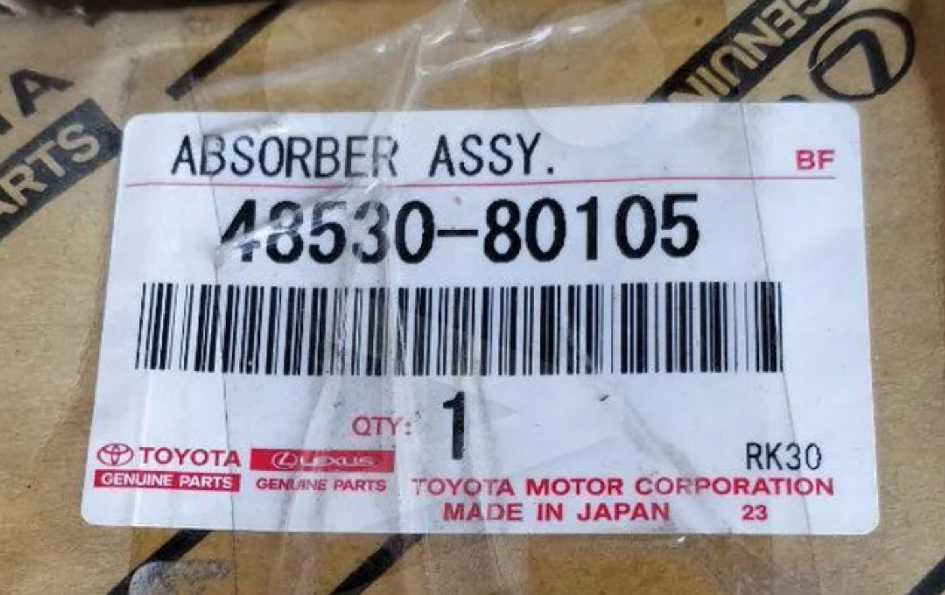 ABSORBER ASSY.
BF
48530-80105
QTY: 1
RK30
TOYOTA
LEXUS
GENUINE PARTS
GENUINE PARTS
TOYOTA MOTOR CORPORATION
MADE IN JAPAN 23